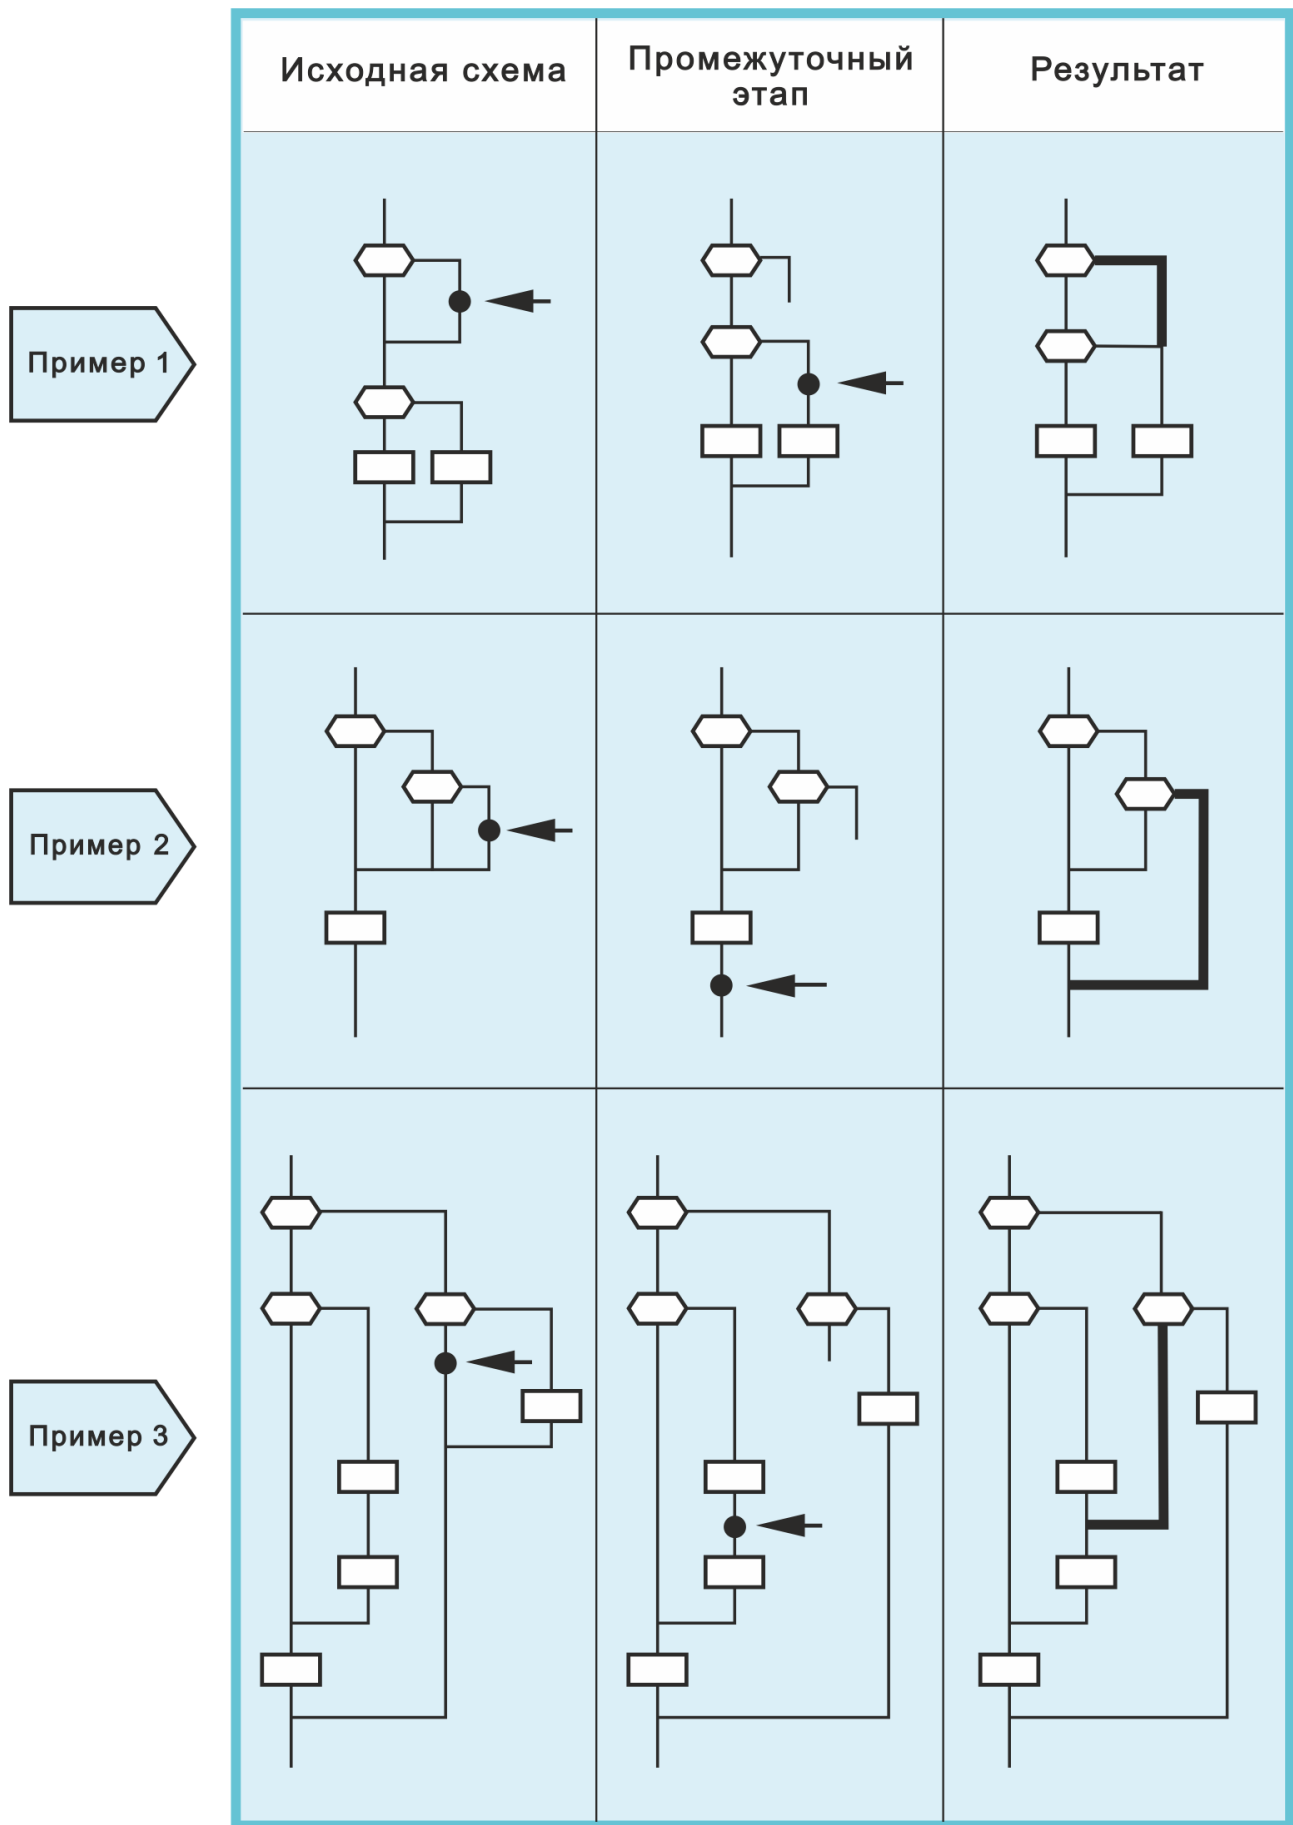 Исходная схема
Промежуточный
этап
Результат
Пример 1
Пример 2
Пример 3